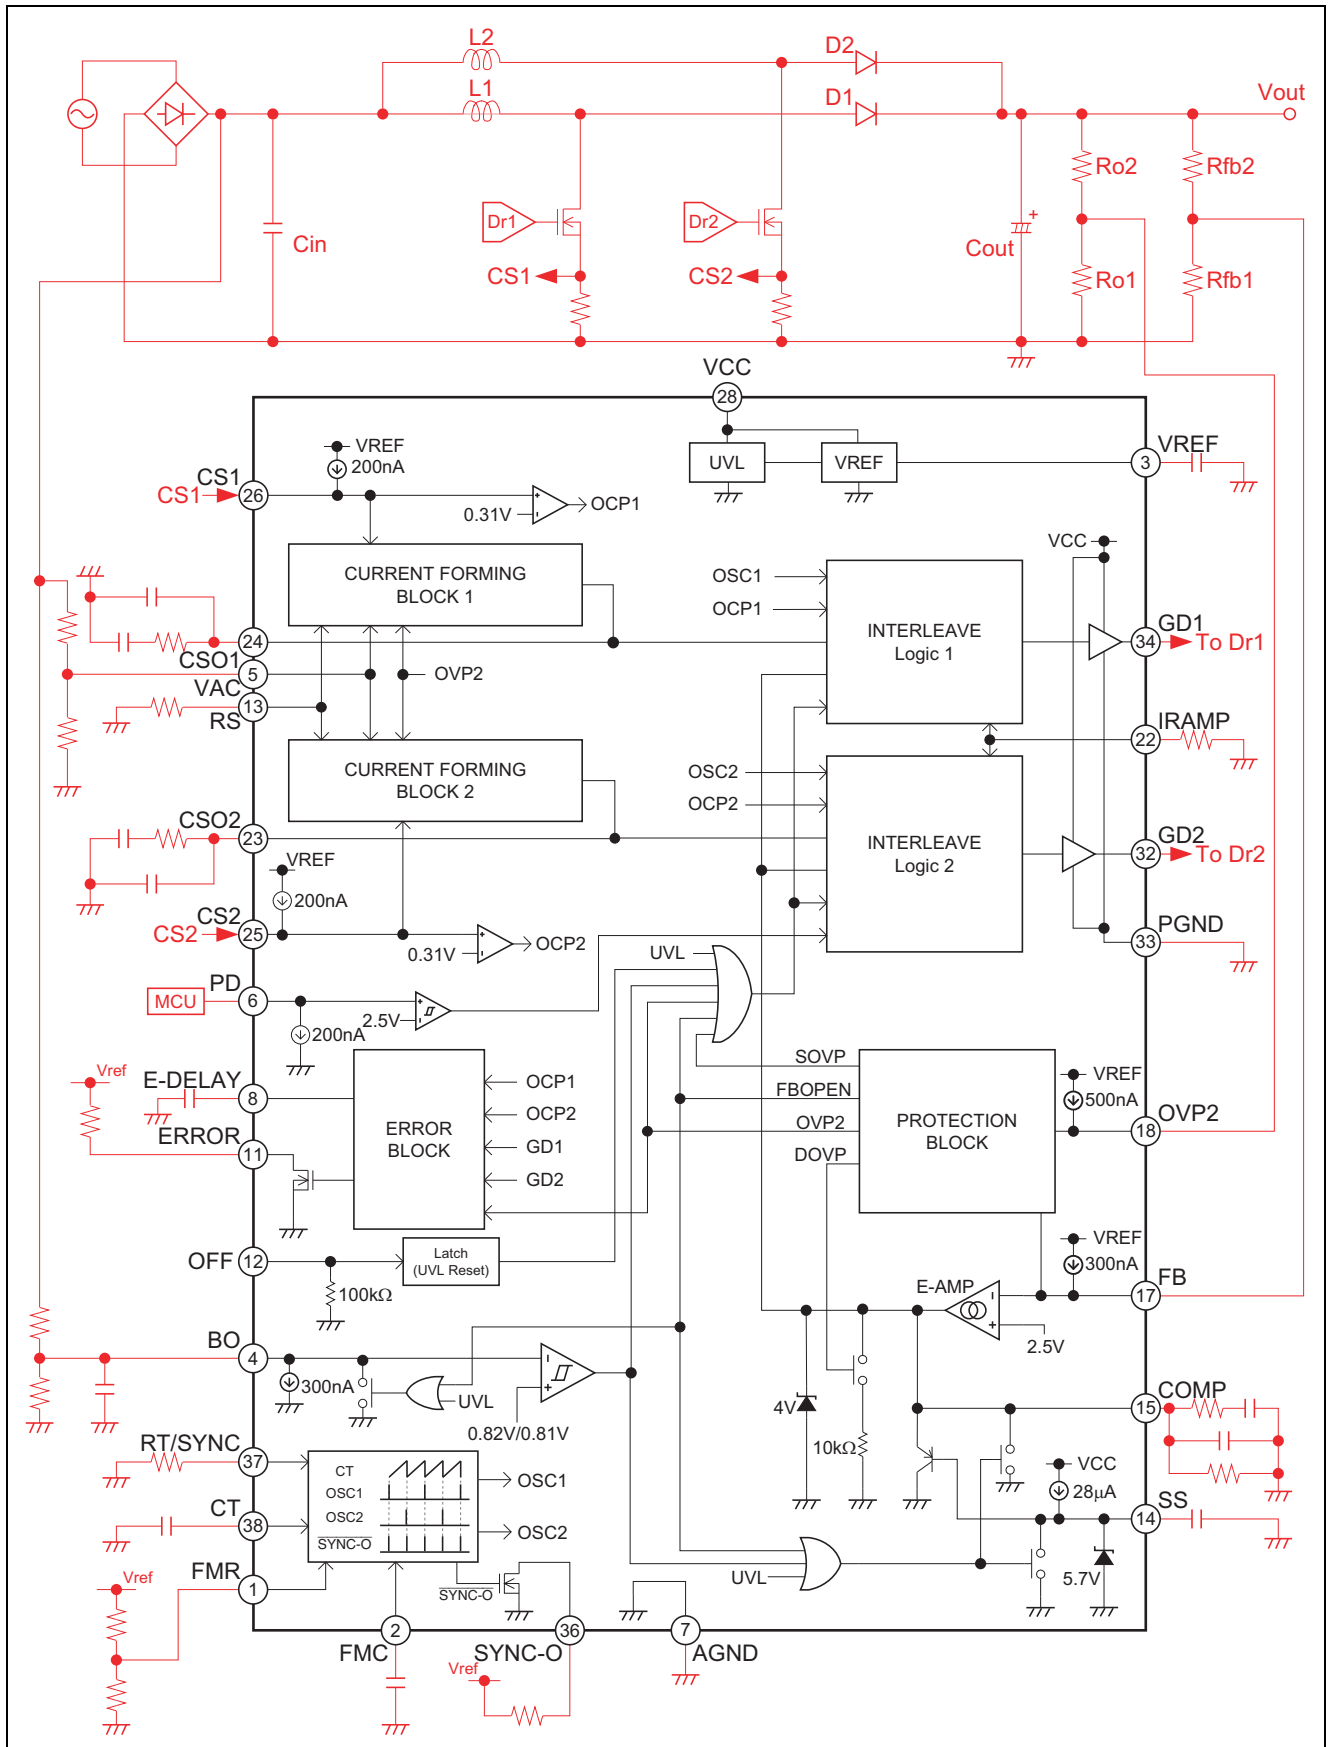 L2
D2
L1
D1
Vout
Ro2
Rfb2
Dr1
Dr2
Cin
+
Cout
CS1
CS2
Ro1
Rfb1
VCC
28
VREF
200nA
UVL
VREF
3
VREF
CS1
CS1
26
0.31V
OCP1
VCC
CURRENT FORMING
BLOCK 1
OSC1
OCP1
INTERLEAVE
Logic 1
34
GD1
To Dr1
24
CSO1
5
VAC
13
RS
OVP2
22
IRAMP
CURRENT FORMING
BLOCK 2
OSC2
OCP2
INTERLEAVE
Logic 2
CSO2
23
32
GD2
To Dr2
VREF
200nA
CS2
CS2
25
0.31V
OCP2
33
PGND
UVL
PD
MCU
6
200nA
2.5V
SOVP
FBOPEN
OVP2
DOVP
PROTECTION
BLOCK
VREF
500nA
18
OVP2
Vref
E-DELAY
8
ERROR
11
ERROR
BLOCK
OCP1
OCP2
GD1
GD2
OFF
12
100kΩ
Latch
(UVL Reset)
VREF
300nA
E-AMP
17
FB
2.5V
BO
4
300nA
UVL
0.82V/0.81V
4V
10kΩ
15
COMP
RT/SYNC
37
CT
OSC1
OSC2
SYNC-O
OSC1
OSC2
VCC
28μA
14
SS
5.7V
CT
38
FMR
1
Vref
SYNC-O
UVL
2
FMC
36
SYNC-O
7
AGND
Vref